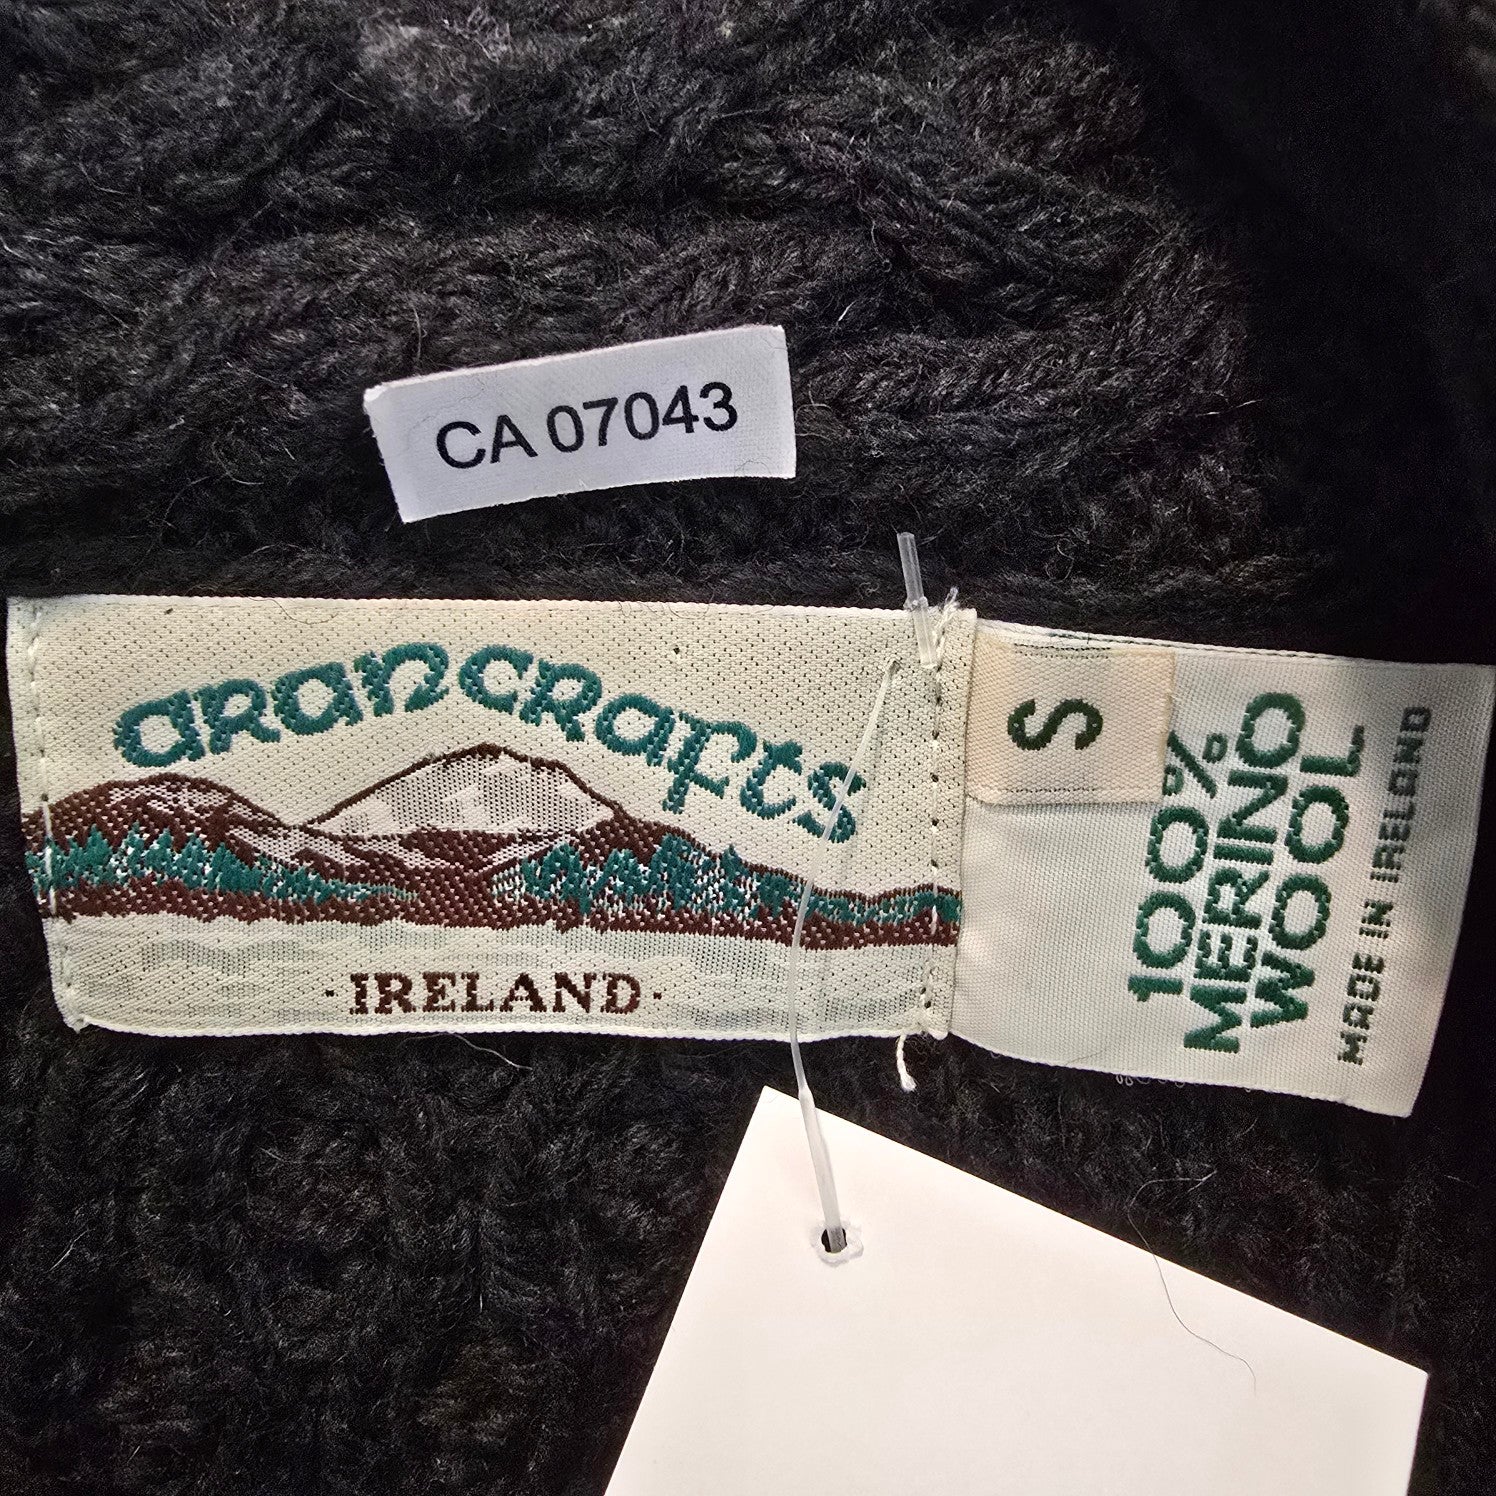 CA 07043
arancrafts
·IRELAND·
S
100%
MERINO
WOOL
MADE IN IRELAND